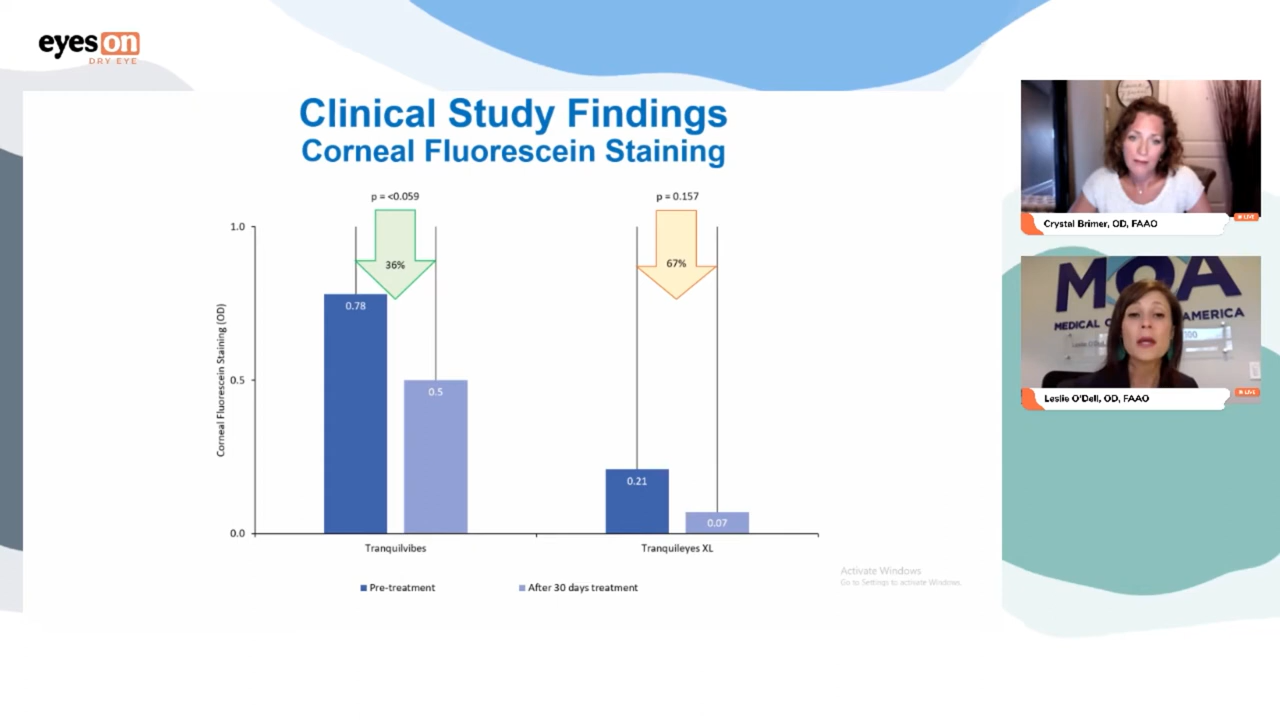 eyes on
DRY EYE
Clinical Study Findings
Corneal Fluorescein Staining
p = <0.059
p = 0.157
36%
67%
Corneal Fluorescein Staining (OD)
1.0
0.5
0.0
0.78
0.5
0.21
0.07
Tranquilvibes
Tranquileyes XL
Pre-treatment
After 30 days treatment
Activate Windows
Go to Settings to activate Windows.
LIVE
Crystal Brimer, OD, FAAO
MOA
MEDICAL
AMERICA
LIVE
Leslie O'Dell, OD, FAAO